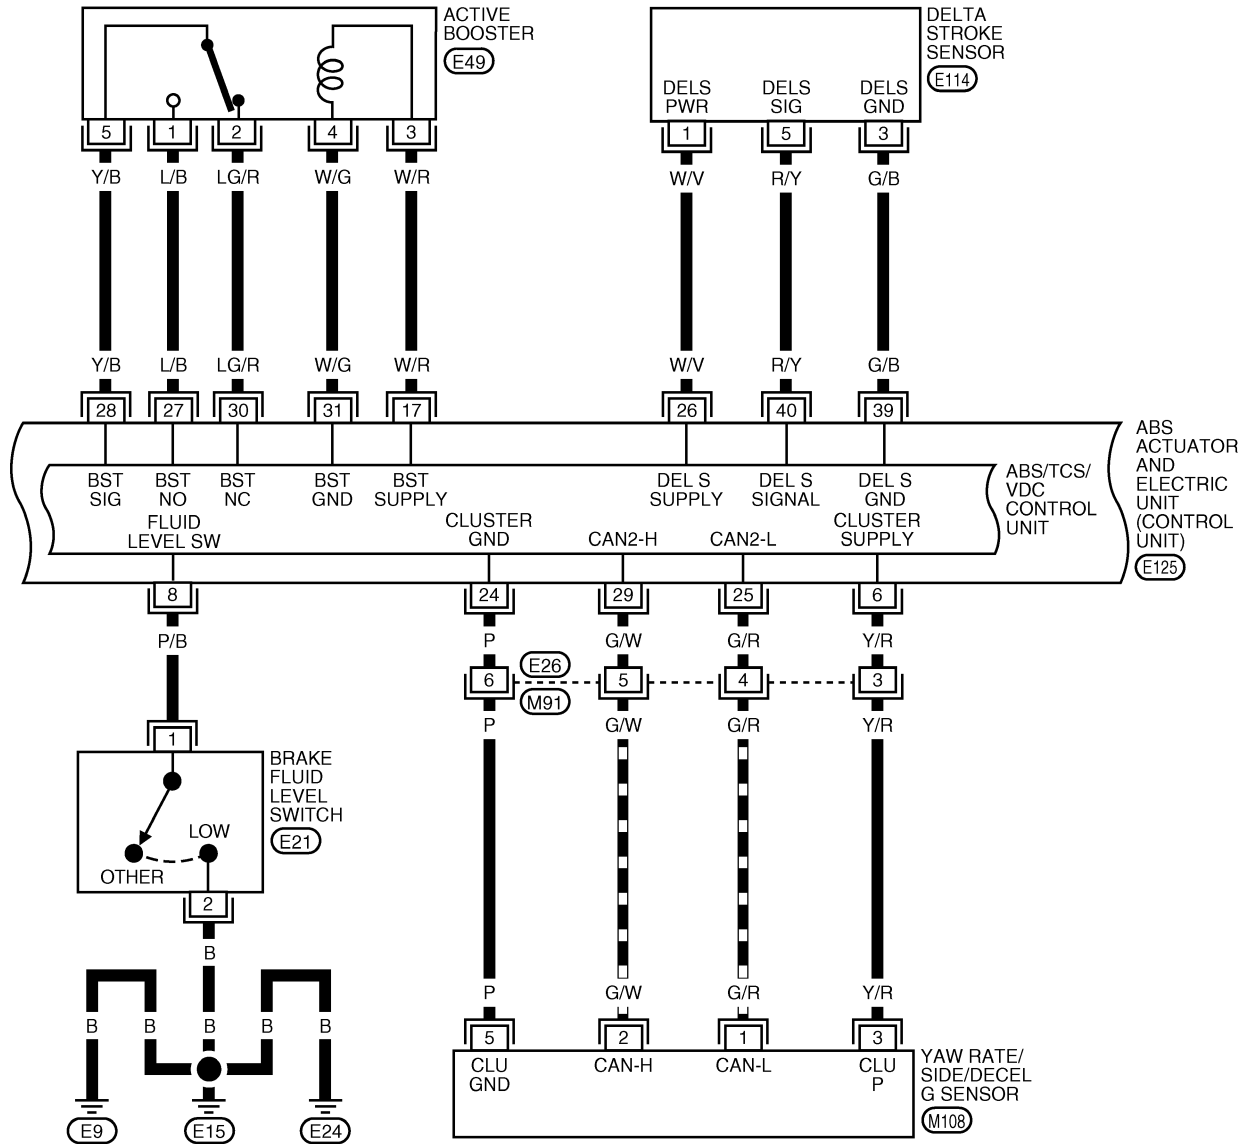 ACTIVE
BOOSTER
E49
DELTA
STROKE
SENSOR
E114
DELS
PWR
DELS
SIG
DELS
GND
5 1 2 4 3
1 5 3
Y/B L/B LG/R W/G W/R
W/V R/Y G/B
Y/B L/B LG/R W/G W/R
W/V R/Y G/B
28 27 30 31 17
26 40 39
BST
SIG
BST
NO
BST
NC
BST
GND
BST
SUPPLY
DEL S
SUPPLY
DEL S
SIGNAL
DEL S
GND
ABS/TCS/
VDC
CONTROL
UNIT
ABS
ACTUATOR
AND
ELECTRIC
UNIT
(CONTROL
UNIT)
E125
FLUID
LEVEL SW
CLUSTER
GND
CAN2-H
CAN2-L
CLUSTER
SUPPLY
8 24 29 25 6
P/B P G/W G/R Y/R
E26
6 5 4 3
M91
P G/W G/R Y/R
1
BRAKE
FLUID
LEVEL
SWITCH
E21
LOW
OTHER
2
B
P G/W G/R Y/R
B B B B B
5 2 1 3
CLU
GND
CAN-H
CAN-L
CLU
P
YAW RATE/
SIDE/DECEL
G SENSOR
M108
E9 E15 E24